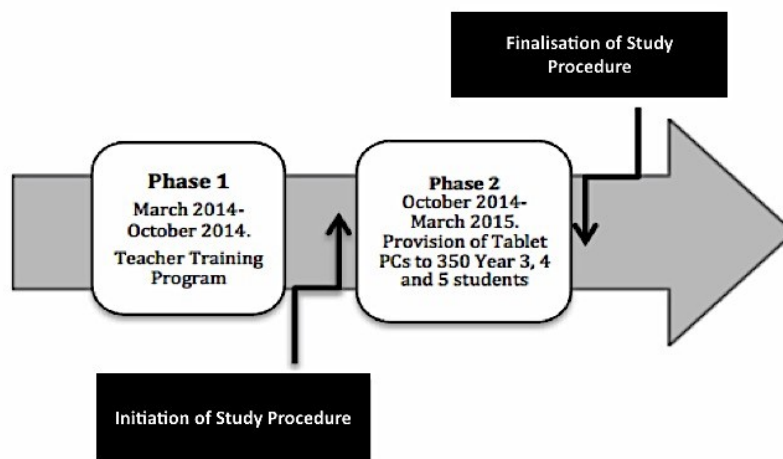 Finalisation of Study
Procedure
Phase 1
March 2014-
October 2014.
Teacher Training
Program
Phase 2
October 2014-
March 2015.
Provision of Tablet
PCs to 350 Year 3, 4
and 5 students
Initiation of Study Procedure